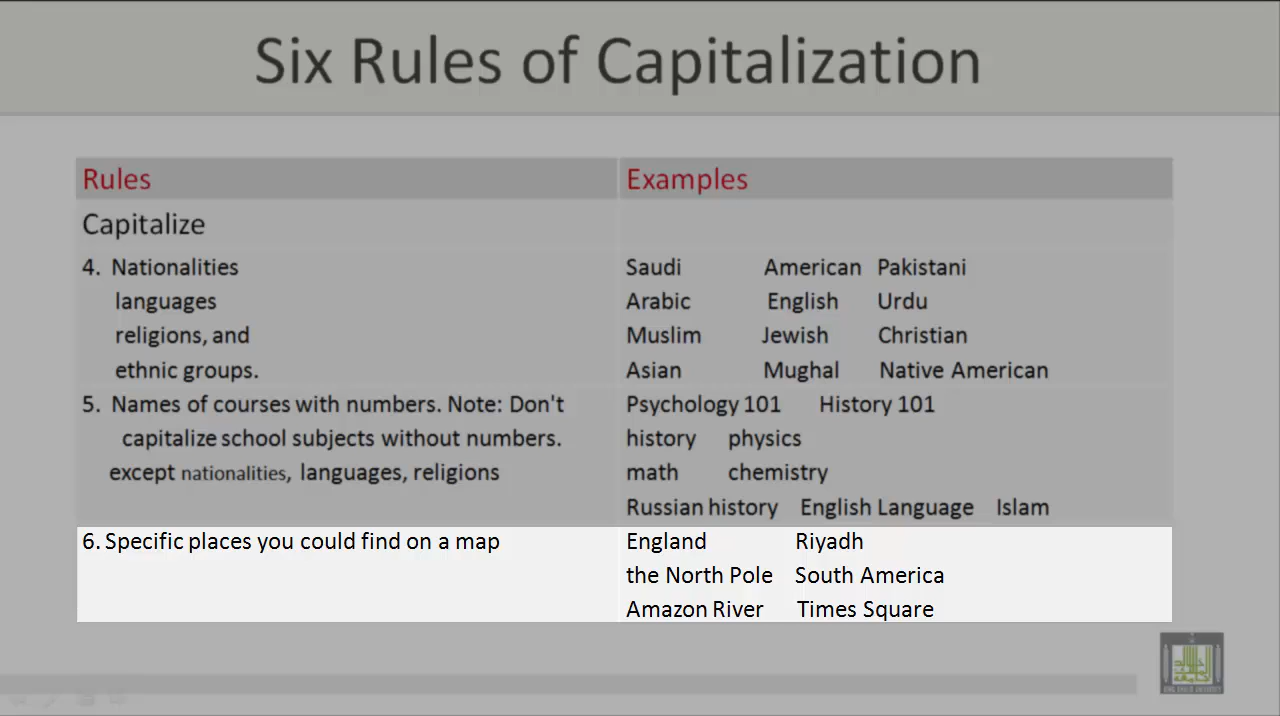 Six Rules of Capitalization
Rules Examples
Capitalize
4. Nationalities Saudi American Pakistani
languages Arabic English Urdu
religions, and Muslim Jewish Christian
ethnic groups. Asian Mughal Native American
5. Names of courses with numbers. Note: Don't Psychology 101 History 101
capitalize school subjects without numbers. history physics
except nationalities, languages, religions math chemistry
Russian history English Language Islam
6. Specific places you could find on a map England Riyadh
the North Pole South America
Amazon River Times Square
KING KHALID UNIVERSITY